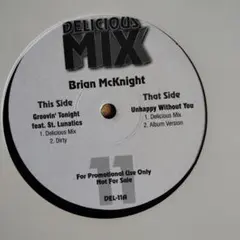 DELICIOUS
MIX
Brian McKnight
This Side
Groovin' Tonight
feat. St. Lunatics
1. Delicious Mix
2. Dirty
That Side
Unhappy Without You
1. Delicious Mix
2. Album Version
11
For Promotional Use Only
Not For Sale
DEL-11A